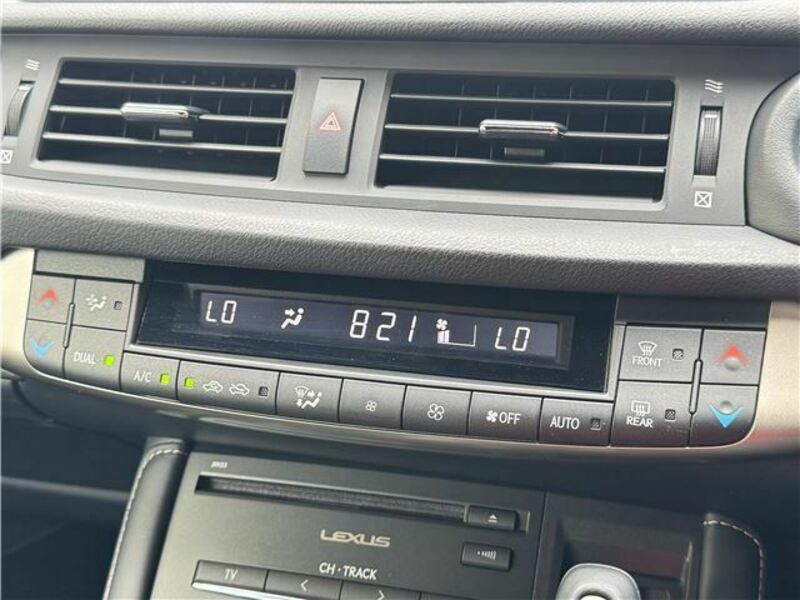 LO 821 LO
DUAL
A/C
OFF
AUTO
FRONT
REAR
LEXUS
TV
CH·TRACK